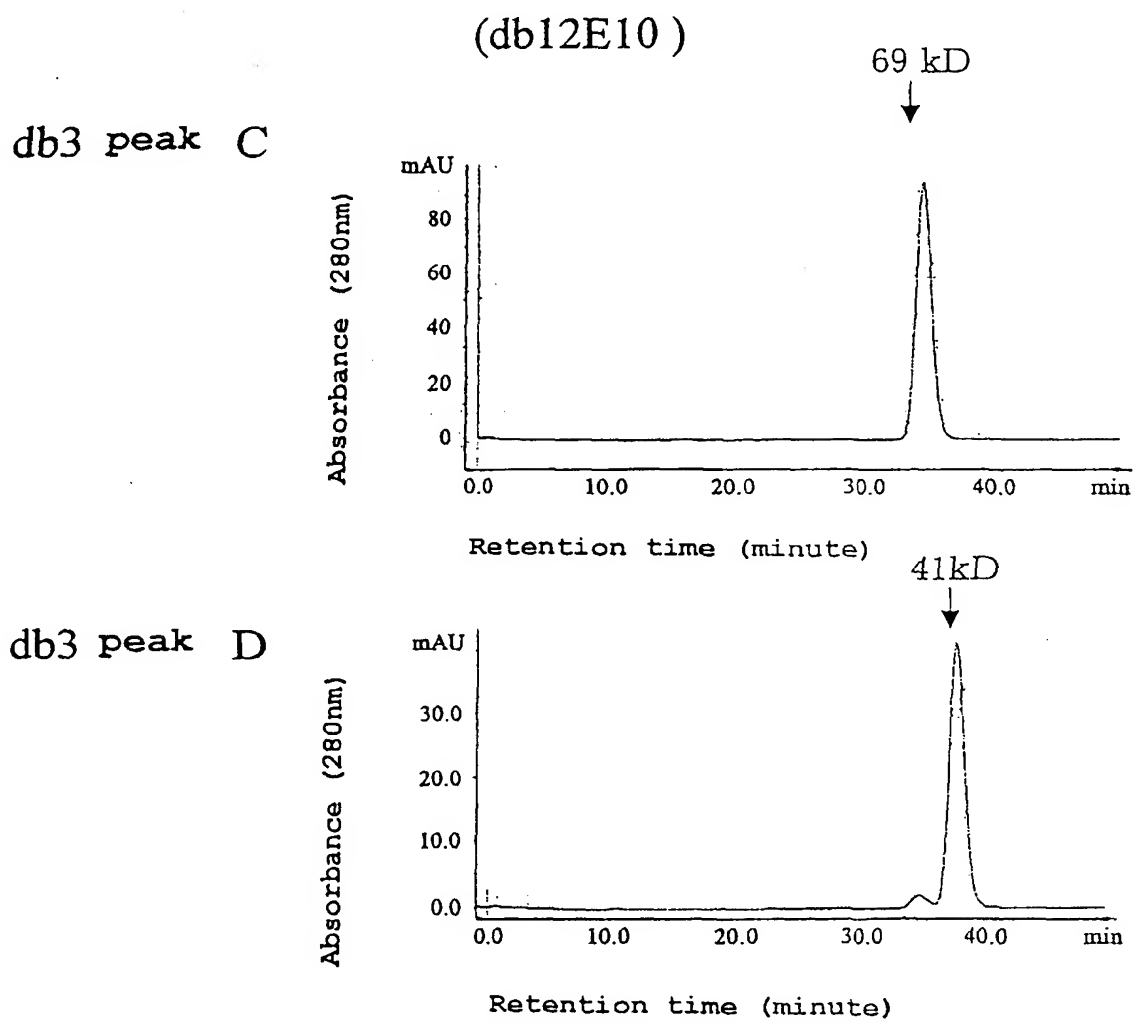 (db12E10 )
69 kD
db3 peak C
mAU
80
60
40
20
0
Absorbance (280nm)
0.0 10.0 20.0 30.0 40.0 min
Retention time (minute)
41kD
db3 peak D
mAU
30.0
20.0
10.0
0.0
Absorbance (280nm)
0.0 10.0 20.0 30.0 40.0 min
Retention time (minute)